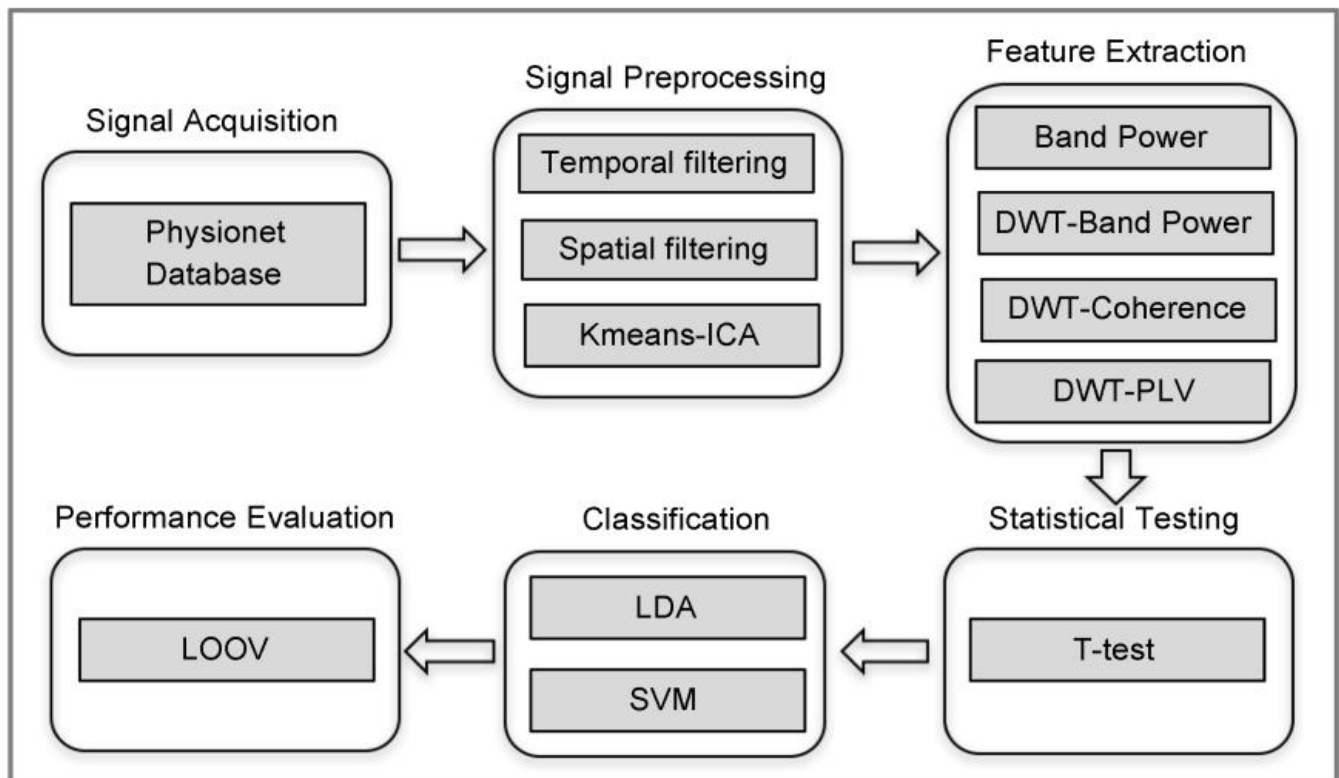 Signal Acquisition
Physionet
Database
Signal Preprocessing
Temporal filtering
Spatial filtering
Kmeans-ICA
Feature Extraction
Band Power
DWT-Band Power
DWT-Coherence
DWT-PLV
Statistical Testing
T-test
Classification
LDA
SVM
Performance Evaluation
LOOV